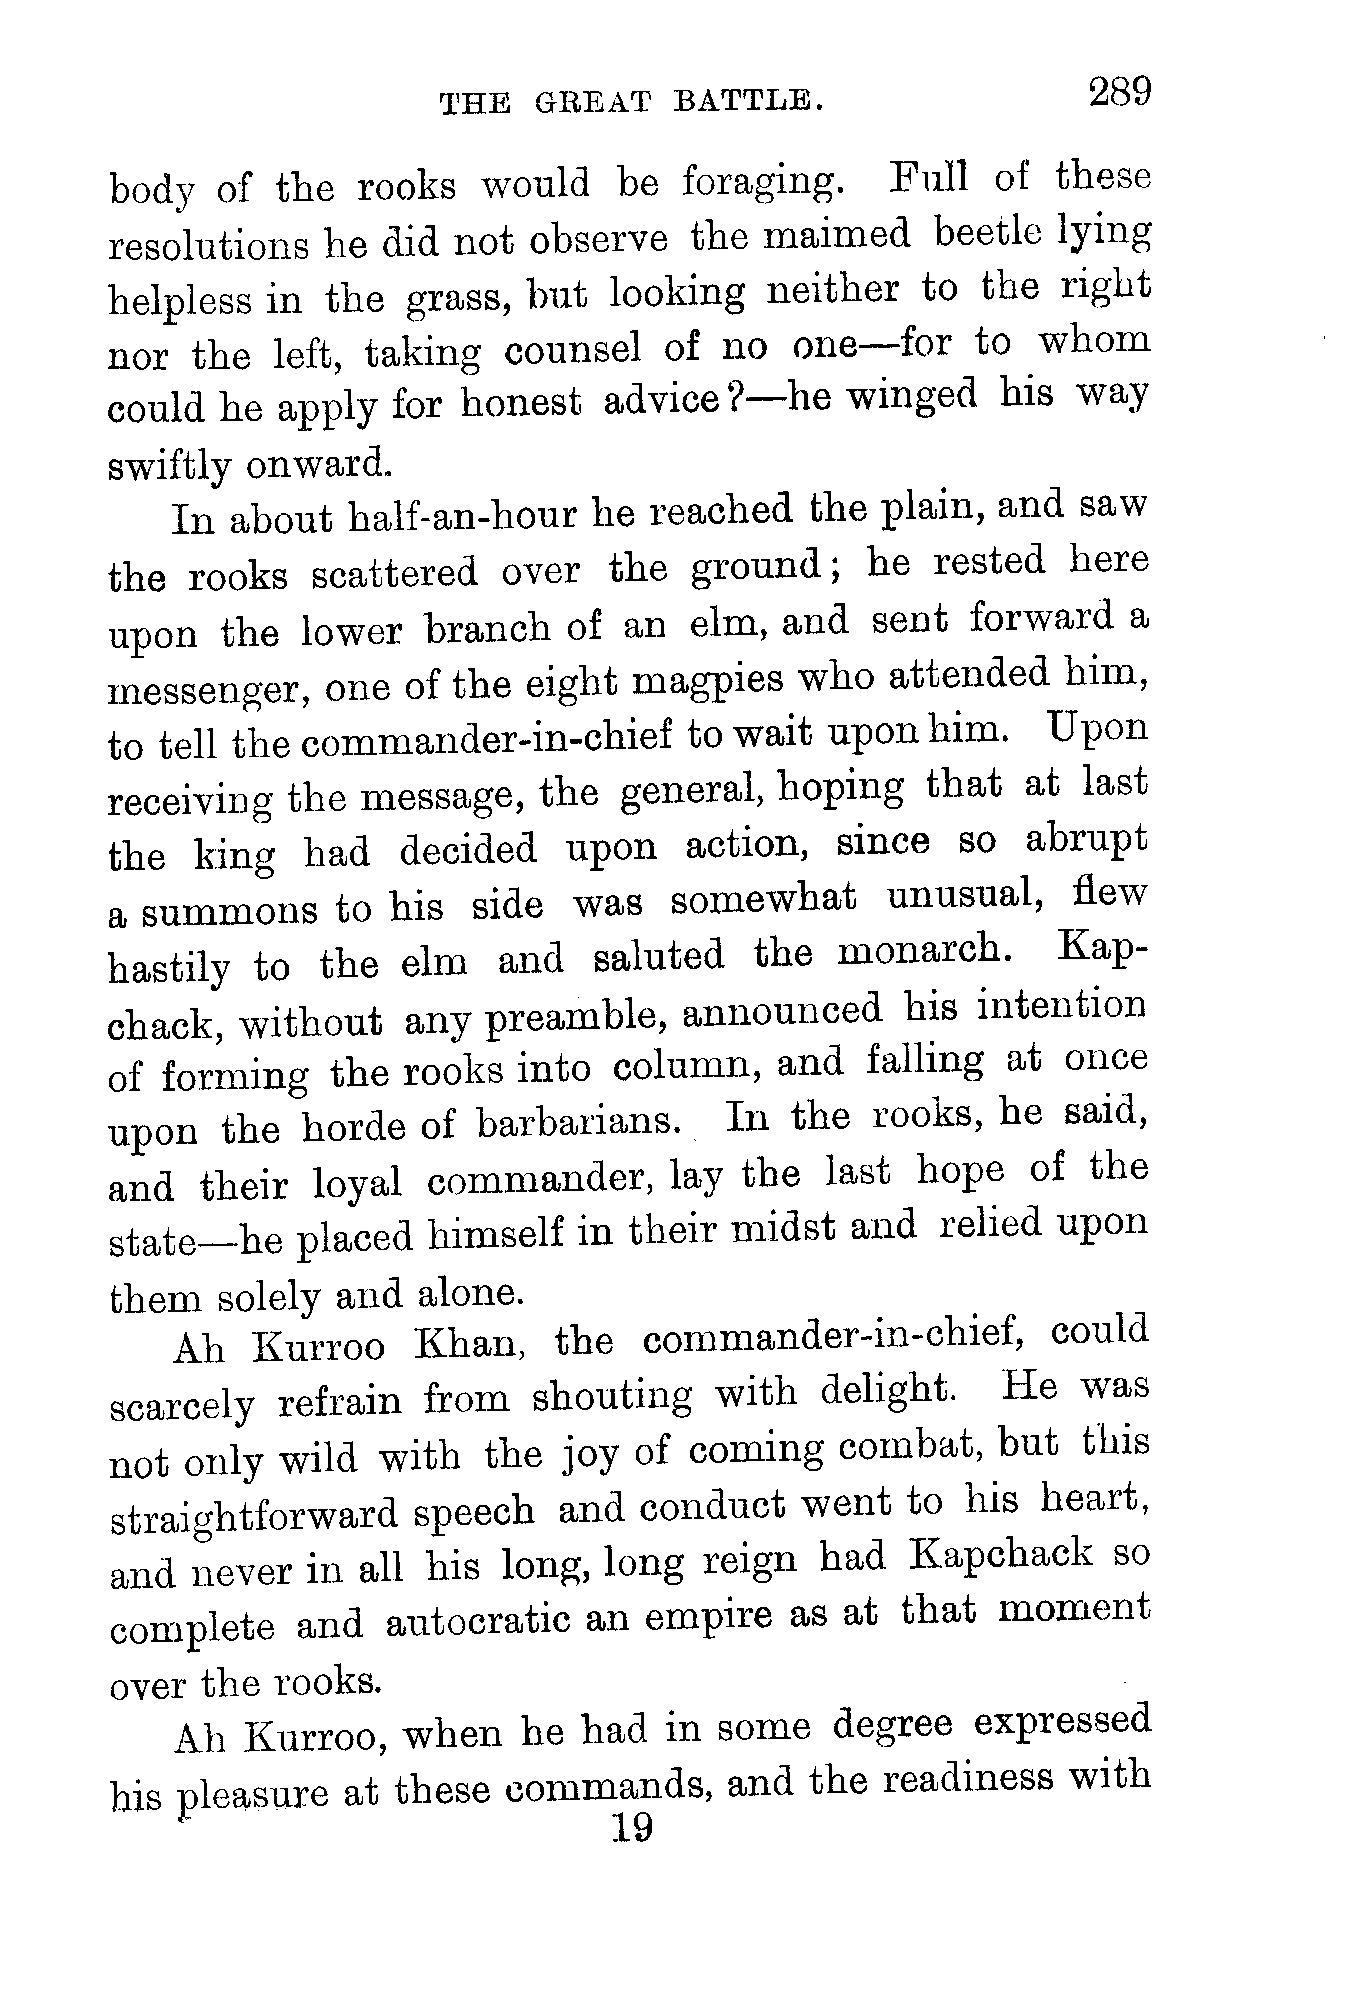 THE GREAT BATTLE. 289
body of the rooks would be foraging. Full of these
resolutions he did not observe the maimed beetle lying
helpless in the grass, but looking neither to the right
nor the left, taking counsel of no one—for to whom
could he apply for honest advice?—he winged his way
swiftly onward.
In about half-an-hour he reached the plain, and saw
the rooks scattered over the ground; he rested here
upon the lower branch of an elm, and sent forward a
messenger, one of the eight magpies who attended him,
to tell the commander-in-chief to wait upon him. Upon
receiving the message, the general, hoping that at last
the king had decided upon action, since so abrupt
a summons to his side was somewhat unusual, flew
hastily to the elm and saluted the monarch. Kap-
chack, without any preamble, announced his intention
of forming the rooks into column, and falling at once
upon the horde of barbarians. In the rooks, he said,
and their loyal commander, lay the last hope of the
state—he placed himself in their midst and relied upon
them solely and alone.
Ah Kurroo Khan, the commander-in-chief, could
scarcely refrain from shouting with delight. He was
not only wild with the joy of coming combat, but this
straightforward speech and conduct went to his heart,
and never in all his long, long reign had Kapchack so
complete and autocratic an empire as at that moment
over the rooks.
Ah Kurroo, when he had in some degree expressed
his pleasure at these commands, and the readiness with
19